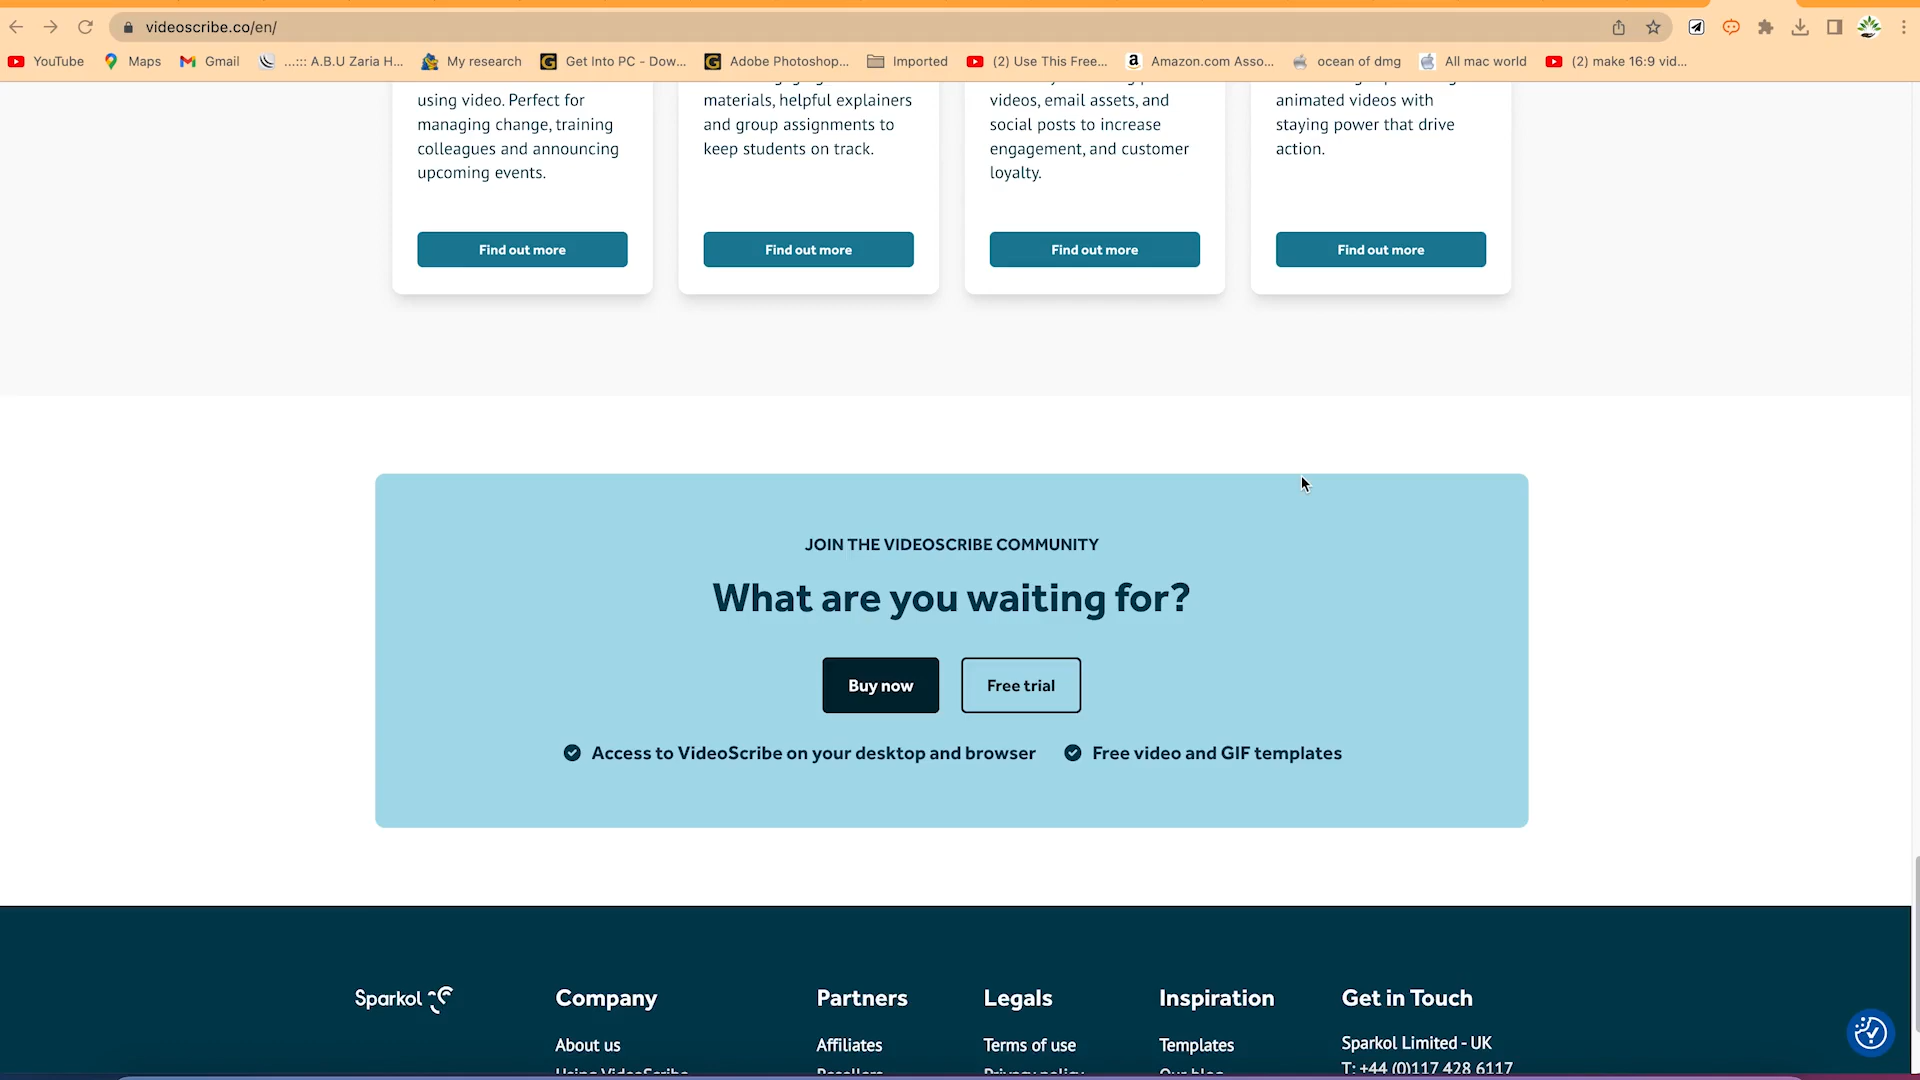 videoscribe.co/en/
YouTube Maps Gmail ...::: A.B.U Zaria H... My research Get Into PC - Dow... Adobe Photoshop... Imported (2) Use This Free... Amazon.com Asso... ocean of dmg All mac world (2) make 16:9 vid...
using video. Perfect for
managing change, training
colleagues and announcing
upcoming events.
Find out more
materials, helpful explainers
and group assignments to
keep students on track.
Find out more
videos, email assets, and
social posts to increase
engagement, and customer
loyalty.
Find out more
animated videos with
staying power that drive
action.
Find out more
JOIN THE VIDEOSCRIBE COMMUNITY
What are you waiting for?
Buy now Free trial
Access to VideoScribe on your desktop and browser Free video and GIF templates
Sparkol
Company
About us
Using VideoScribe
Partners
Affiliates
Resellers
Legals
Terms of use
Privacy policy
Inspiration
Templates
Our blog
Get in Touch
Sparkol Limited - UK
T: +44 (0)117 428 6117